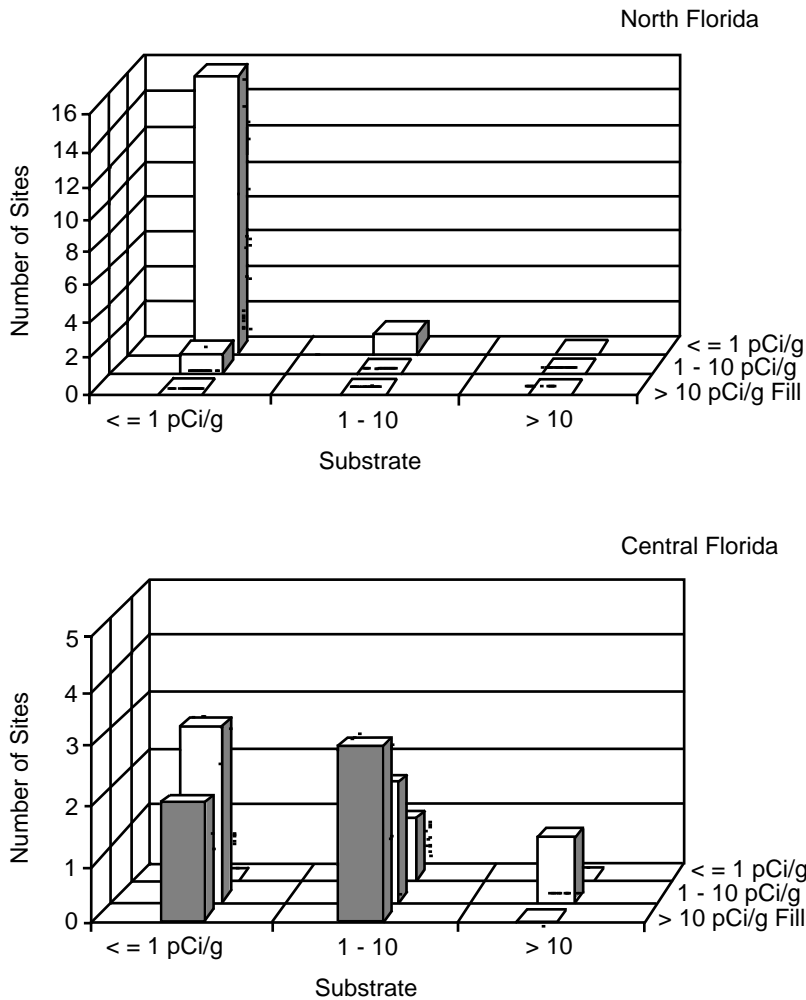 North Florida
Number of Sites
16
14
12
10
8
6
4
2
0
< = 1 pCi/g
1 - 10 pCi/g
> 10 pCi/g Fill
< = 1 pCi/g
1 - 10
> 10
Substrate
Central Florida
Number of Sites
5
4
3
2
1
0
< = 1 pCi/g
1 - 10 pCi/g
> 10 pCi/g Fill
< = 1 pCi/g
1 - 10
> 10
Substrate